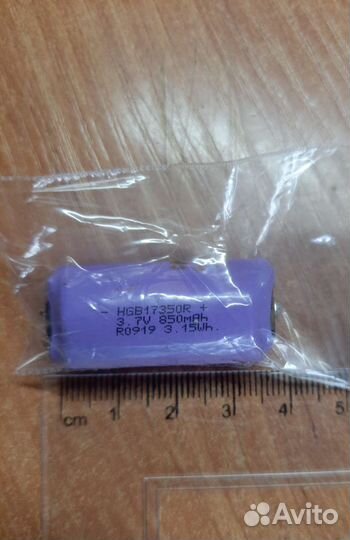 - HGB17350R +
3.7V 850mAh
R0919 3.15Wh.
cm 1 2 3 4 5
Avito